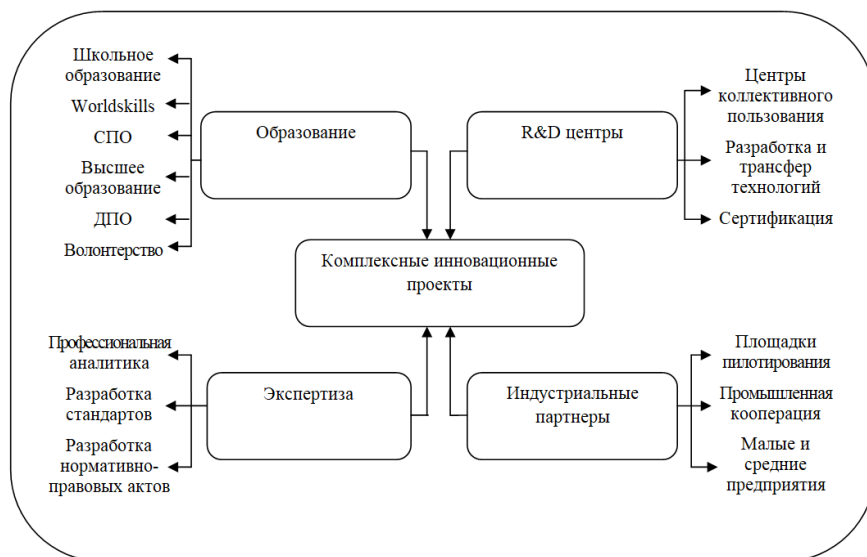 Школьное
образование
Worldskills
СПО
Высшее
образование
ДПО
Волонтерство
Образование
R&D центры
Центры
коллективного
пользования
Разработка и
трансфер
технологий
Сертификация
Комплексные инновационные
проекты
Профессиональная
аналитика
Разработка
стандартов
Разработка
нормативно-
правовых актов
Экспертиза
Индустриальные
партнеры
Площадки
пилотирования
Промышленная
кооперация
Малые и
средние
предприятия